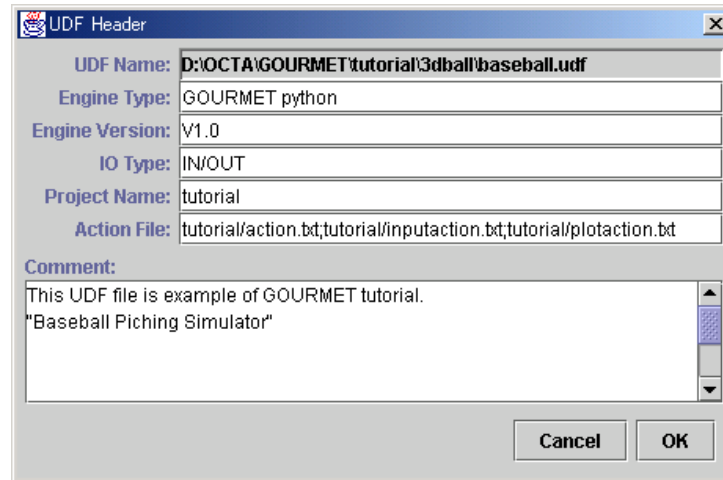 UDF Header
UDF Name: D:\OCTA\GOURMET\tutorial\3dball\baseball.udf
Engine Type: GOURMET python
Engine Version: V1.0
IO Type: IN/OUT
Project Name: tutorial
Action File: tutorial/action.txt;tutorial/inputaction.txt;tutorial/plotaction.txt
Comment:
This UDF file is example of GOURMET tutorial.
"Baseball Piching Simulator"
Cancel OK